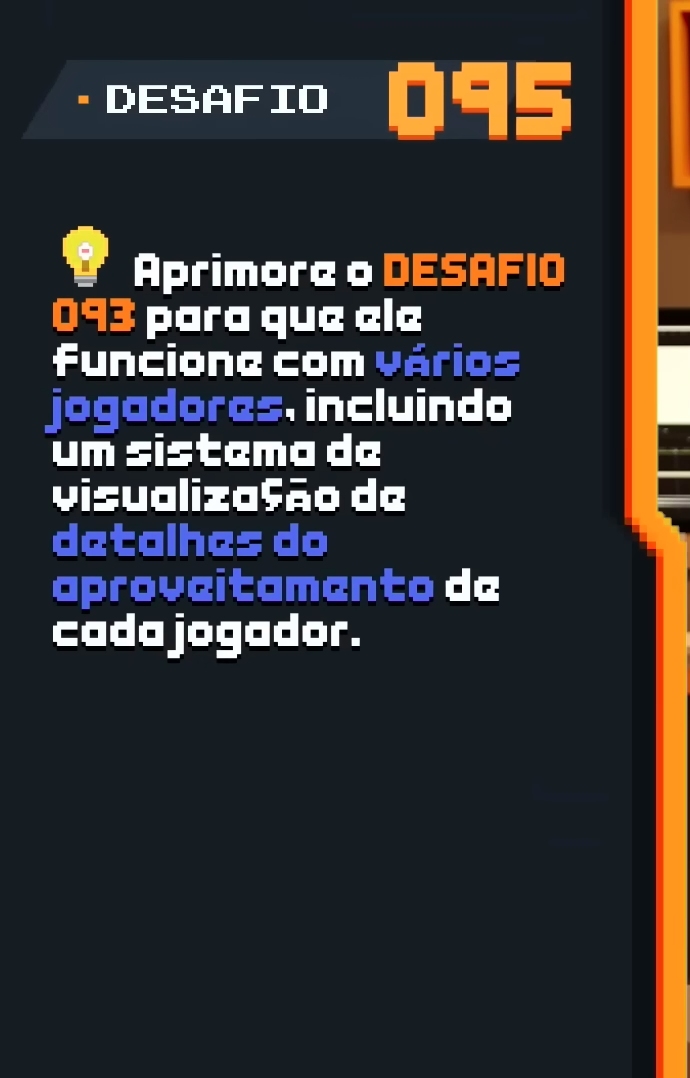 DESAFIO 095
Aprimore o DESAFIO
093 para que ele
funcione com vários
jogadores, incluindo
um sistema de
visualização de
detalhes do
aproveitamento de
cada jogador.